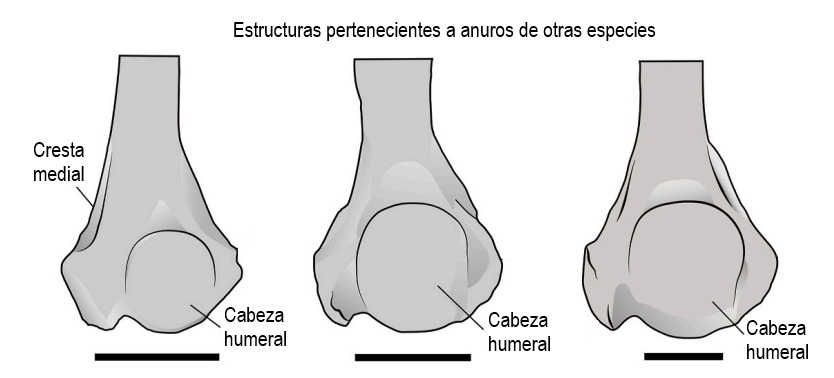 Estructuras pertenecientes a anuros de otras especies
Cresta
medial
Cabeza
humeral
Cabeza
humeral
Cabeza
humeral